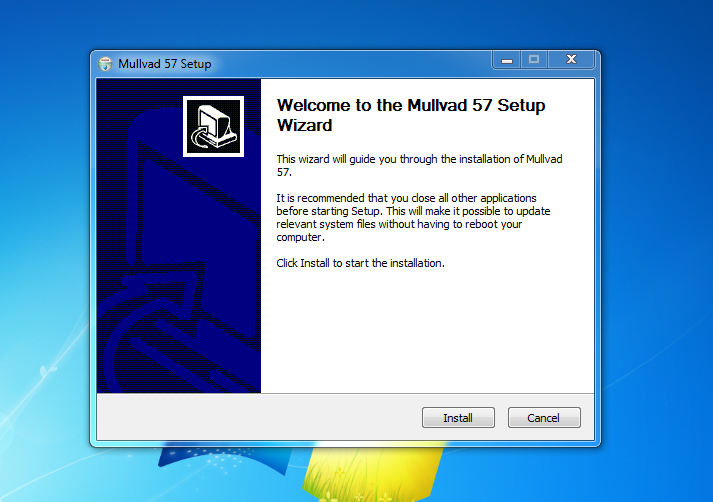 Mullvad 57 Setup
Welcome to the Mullvad 57 Setup
Wizard
This wizard will guide you through the installation of Mullvad
57.
It is recommended that you close all other applications
before starting Setup. This will make it possible to update
relevant system files without having to reboot your
computer.
Click Install to start the installation.
Install
Cancel